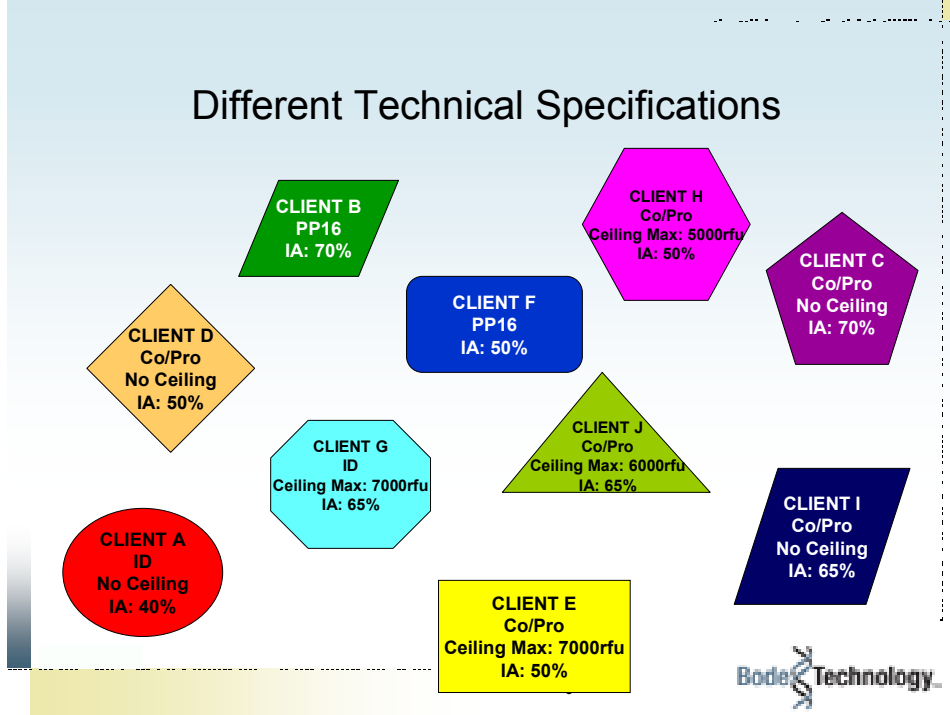 Different Technical Specifications
CLIENT B
PP16
IA: 70%
CLIENT H
Co/Pro
Ceiling Max: 5000rfu
IA: 50%
CLIENT C
Co/Pro
No Ceiling
IA: 70%
CLIENT F
PP16
IA: 50%
CLIENT D
Co/Pro
No Ceiling
IA: 50%
CLIENT G
ID
Ceiling Max: 7000rfu
IA: 65%
CLIENT J
Co/Pro
Ceiling Max: 6000rfu
IA: 65%
CLIENT I
Co/Pro
No Ceiling
IA: 65%
CLIENT A
ID
No Ceiling
IA: 40%
CLIENT E
Co/Pro
Ceiling Max: 7000rfu
IA: 50%
Bode Technology